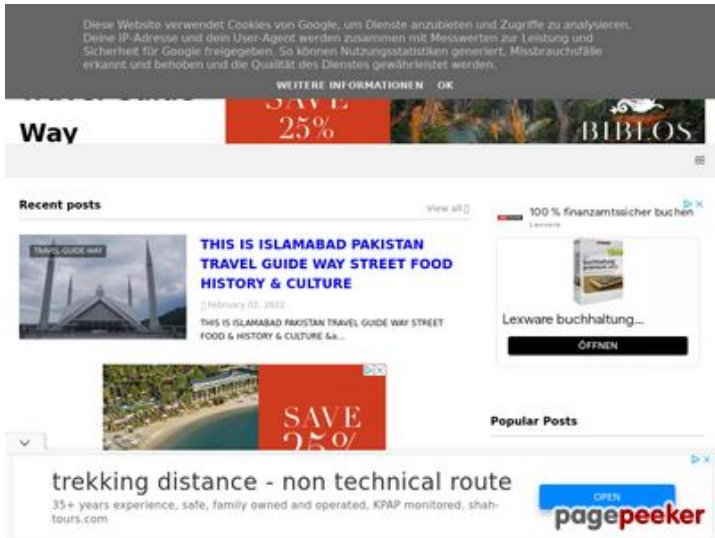 Diese Website verwendet Cookies von Google, um Dienste anzubieten und Zugriffe zu analysieren.
Deine IP-Adresse und dein User-Agent werden zusammen mit Messwerten zur Leistung und
Sicherheit für Google freigegeben. So können Nutzungsstatistiken generiert, Missbrauchsfälle
erkannt und behoben und die Qualität des Dienstes gewährleistet werden.
WEITERE INFORMATIONEN OK
Travel Guide
Way
SAVE
25%
BIBLOS
Recent posts
View all
TRAVEL-GUIDE-WAY
THIS IS ISLAMABAD PAKISTAN
TRAVEL GUIDE WAY STREET FOOD
HISTORY & CULTURE
February 02, 2022
THIS IS ISLAMABAD PAKISTAN TRAVEL GUIDE WAY STREET
FOOD & HISTORY & CULTURE &a...
100 % finanzamtssicher buchen
Lexware
Lexware buchhaltung...
ÖFFNEN
SAVE
25%
Popular Posts
trekking distance - non technical route
35+ years experience, safe, family owned and operated, KPAP monitored. shah-
tours.com
OPEN
pagepeeker